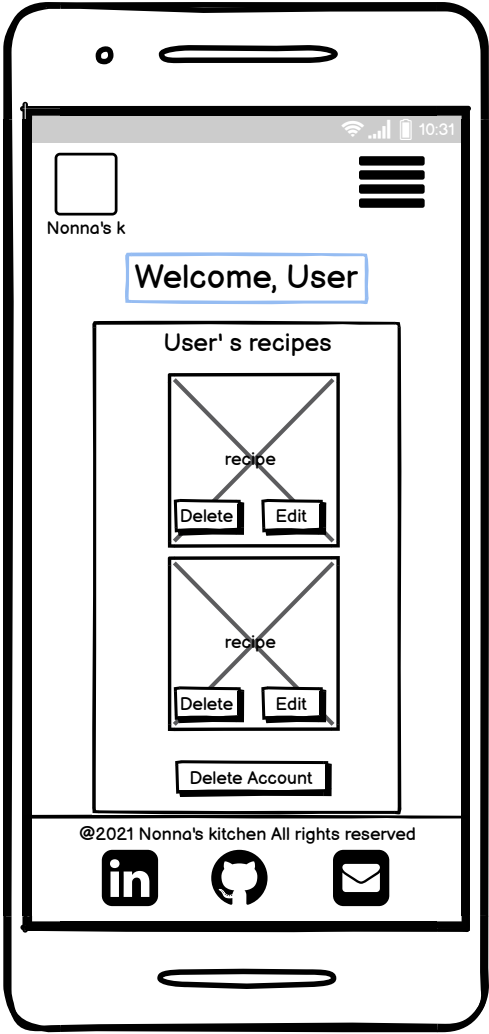 10:31
Nonna's k
Welcome, User
User' s recipes
recipe
Delete Edit
recipe
Delete Edit
Delete Account
@2021 Nonna's kitchen All rights reserved
in